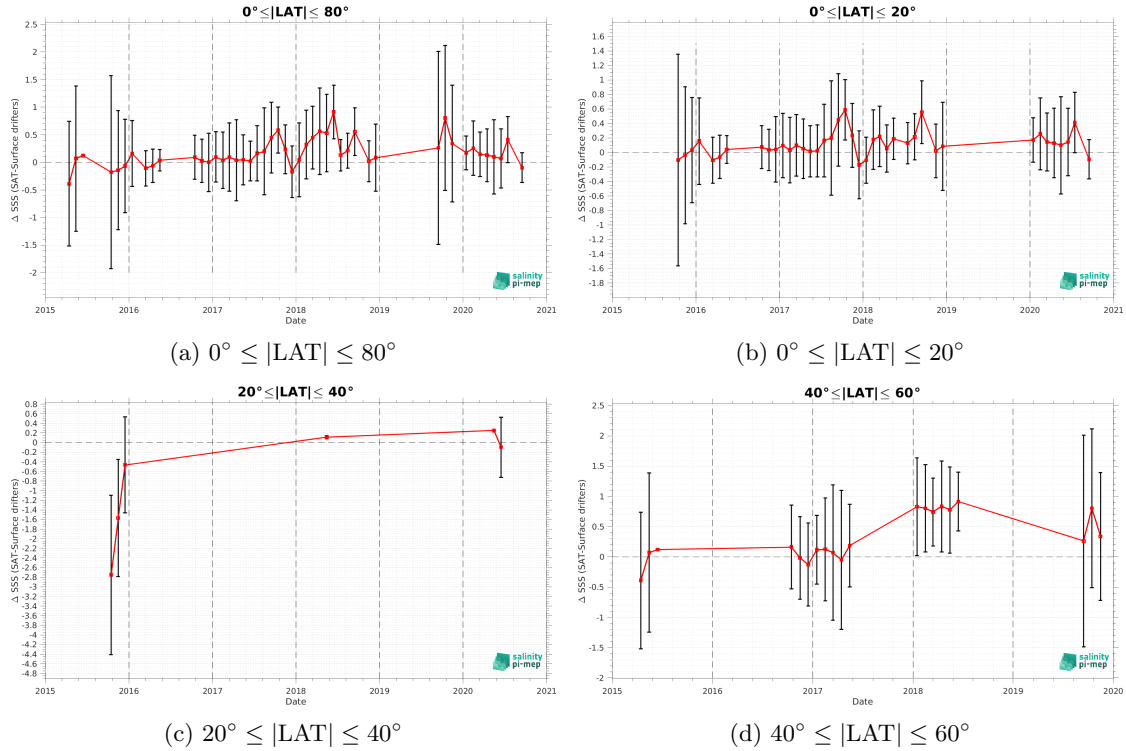 0°≤|LAT|≤ 80°
Δ SSS (SAT-Surface drifters)
2.5
2
1.5
1
0.5
0
-0.5
-1
-1.5
-2
2015 2016 2017 2018 2019 2020 2021
Date
salinity
pi-mep
(a) 0° ≤ |LAT| ≤ 80°
0°≤|LAT|≤ 20°
Δ SSS (SAT-Surface drifters)
1.6
1.4
1.2
1
0.8
0.6
0.4
0.2
0
-0.2
-0.4
-0.6
-0.8
-1
-1.2
-1.4
-1.6
-1.8
2015 2016 2017 2018 2019 2020 2021
Date
salinity
pi-mep
(b) 0° ≤ |LAT| ≤ 20°
20°≤|LAT|≤ 40°
Δ SSS (SAT-Surface drifters)
0.8
0.6
0.4
0.2
0
-0.2
-0.4
-0.6
-0.8
-1
-1.2
-1.4
-1.6
-1.8
-2
-2.2
-2.4
-2.6
-2.8
-3
-3.2
-3.4
-3.6
-3.8
-4
-4.2
-4.4
-4.6
-4.8
2015 2016 2017 2018 2019 2020 2021
Date
salinity
pi-mep
(c) 20° ≤ |LAT| ≤ 40°
40°≤|LAT|≤ 60°
Δ SSS (SAT-Surface drifters)
2.5
2
1.5
1
0.5
0
-0.5
-1
-1.5
-2
2015 2016 2017 2018 2019 2020
Date
salinity
pi-mep
(d) 40° ≤ |LAT| ≤ 60°